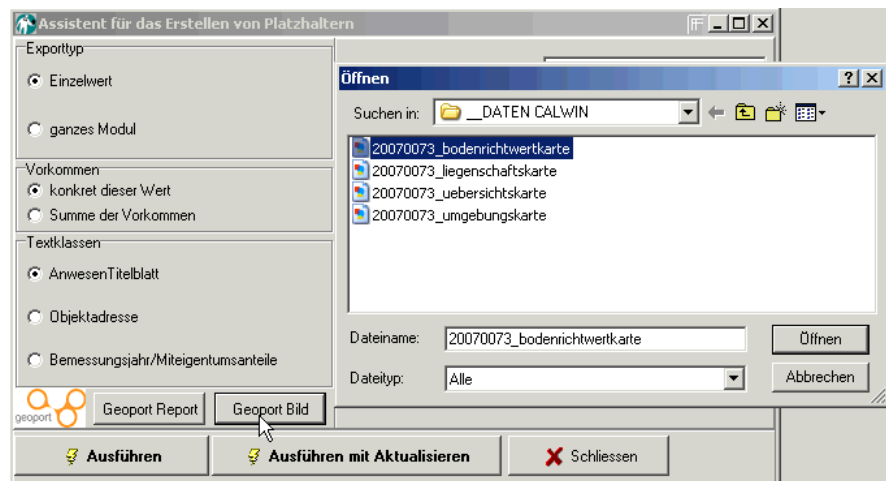 Assistent für das Erstellen von Platzhaltern
Exporttyp
Einzelwert
ganzes Modul
Vorkommen
konkret dieser Wert
Summe der Vorkommen
Textklassen
AnwesenTitelblatt
Objektadresse
Bemessungsjahr/Miteigentumsanteile
geoport
Geoport Report
Geoport Bild
Ausführen
Ausführen mit Aktualisieren
Schliessen
Öffnen
Suchen in:
__DATEN CALWIN
20070073_bodenrichtwertkarte
20070073_liegenschaftskarte
20070073_uebersichtskarte
20070073_umgebungskarte
Dateiname:
20070073_bodenrichtwertkarte
Öffnen
Dateityp:
Alle
Abbrechen